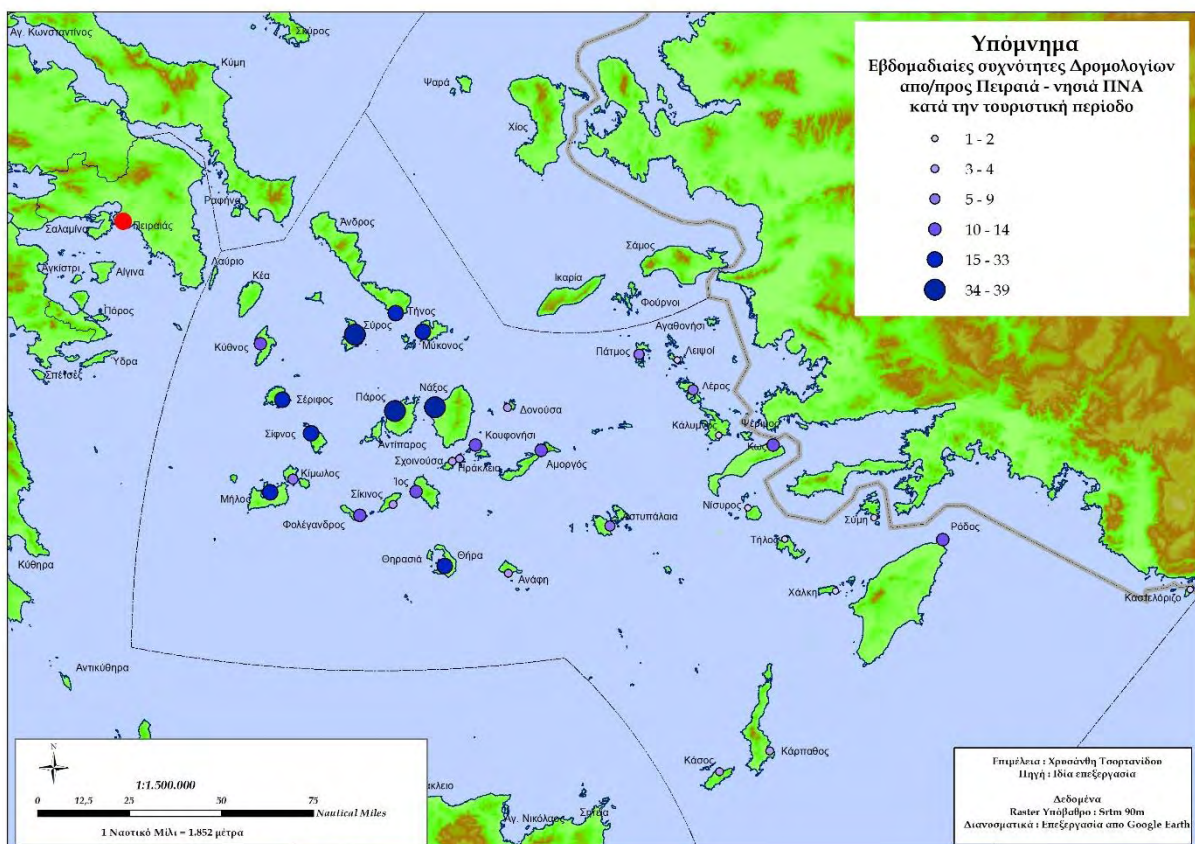 Αγ. Κωνσταντίνος
Σκύρος
Κύμη
Ψαρά
Χίος
Υπόμνημα
Εβδομαδιαίες συχνότητες Δρομολογίων
απο/προς Πειραιά - νησιά ΠΝΑ
κατά την τουριστική περίοδο
1 - 2
3 - 4
5 - 9
10 - 14
15 - 33
34 - 39
Ραφήνα
Πειραιάς
Σαλαμίνα
Άνδρος
Σάμος
Αγκίστρι
Αίγινα
Λαύριο
Κέα
Ικαρία
Φούρνοι
Πόρος
Τήνος
Σύρος
Μύκονος
Αγαθονήσι
Κύθνος
Πάτμος
Λειψοί
Ύδρα
Σπέτσες
Σέριφος
Πάρος
Νάξος
Δονούσα
Λέρος
Σίφνος
Αντίπαρος
Κουφονήσι
Κάλυμνος
Ψέριμος
Κως
Σχοινούσα
Ηράκλεια
Αμοργός
Κίμωλος
Μήλος
Σίκινος
Ίος
Φολέγανδρος
Αστυπάλαια
Νίσυρος
Σύμη
Ρόδος
Τήλος
Κύθηρα
Θηρασιά
Θήρα
Ανάφη
Χάλκη
Καστελόριζο
Αντικύθηρα
Κάρπαθος
Κάσος
N
1:1.500.000
0 12,5 25 50 75
Nautical Miles
1 Ναυτικό Μίλι = 1.852 μέτρα
άκλειο
Αγ. Νικόλαος
Σητεία
Επιμέλεια : Χρυσάνθη Τσορτανίδου
Πηγή : Ιδία επεξεργασία
Δεδομένα
Raster Υπόβαθρο : Srtm 90m
Διανοσματικά : Επεξεργασία απο Google Earth